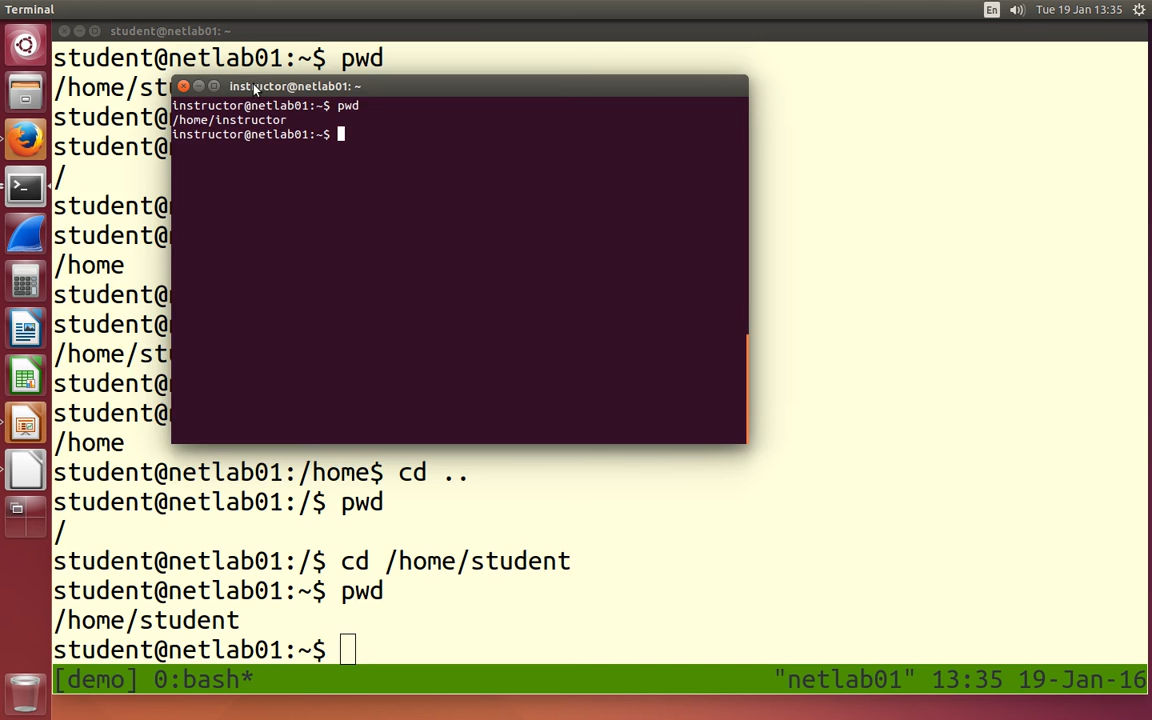 Terminal
En
Tue 19 Jan 13:35
student@netlab01: ~
student@netlab01:~$ pwd
/home/stu
student@
student@
/
student@
student@
/home
student@
student@
/home/stu
student@
student@
/home
student@netlab01:/home$ cd ..
student@netlab01:/$ pwd
/
student@netlab01:/$ cd /home/student
student@netlab01:~$ pwd
/home/student
student@netlab01:~$
[demo] 0:bash* "netlab01" 13:35 19-Jan-16
instructor@netlab01: ~
instructor@netlab01:~$ pwd
/home/instructor
instructor@netlab01:~$